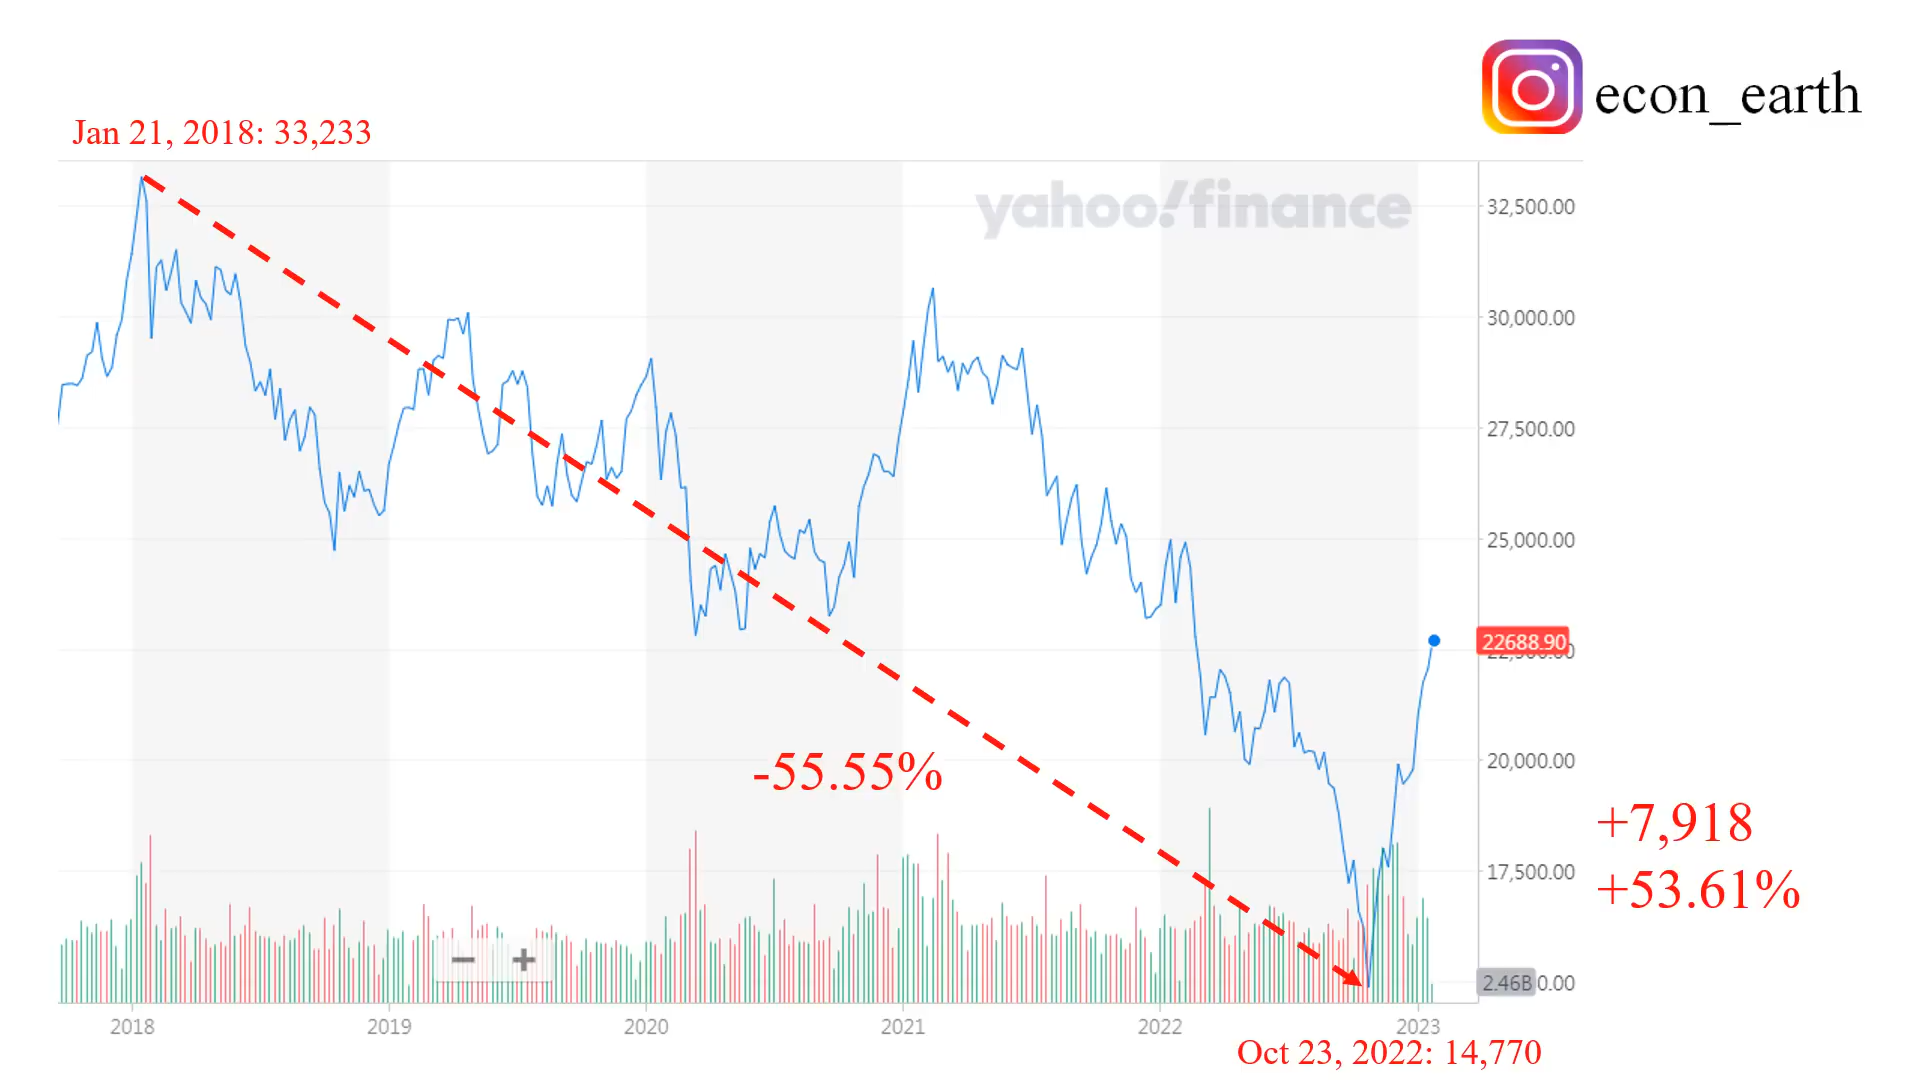 econ_earth
Jan 21, 2018: 33,233
yahoo!finance
32,500.00
30,000.00
27,500.00
25,000.00
22688.90
20,000.00
-55.55%
+7,918
17,500.00
+53.61%
2.46B
2018 2019 2020 2021 2022 2023
Oct 23, 2022: 14,770